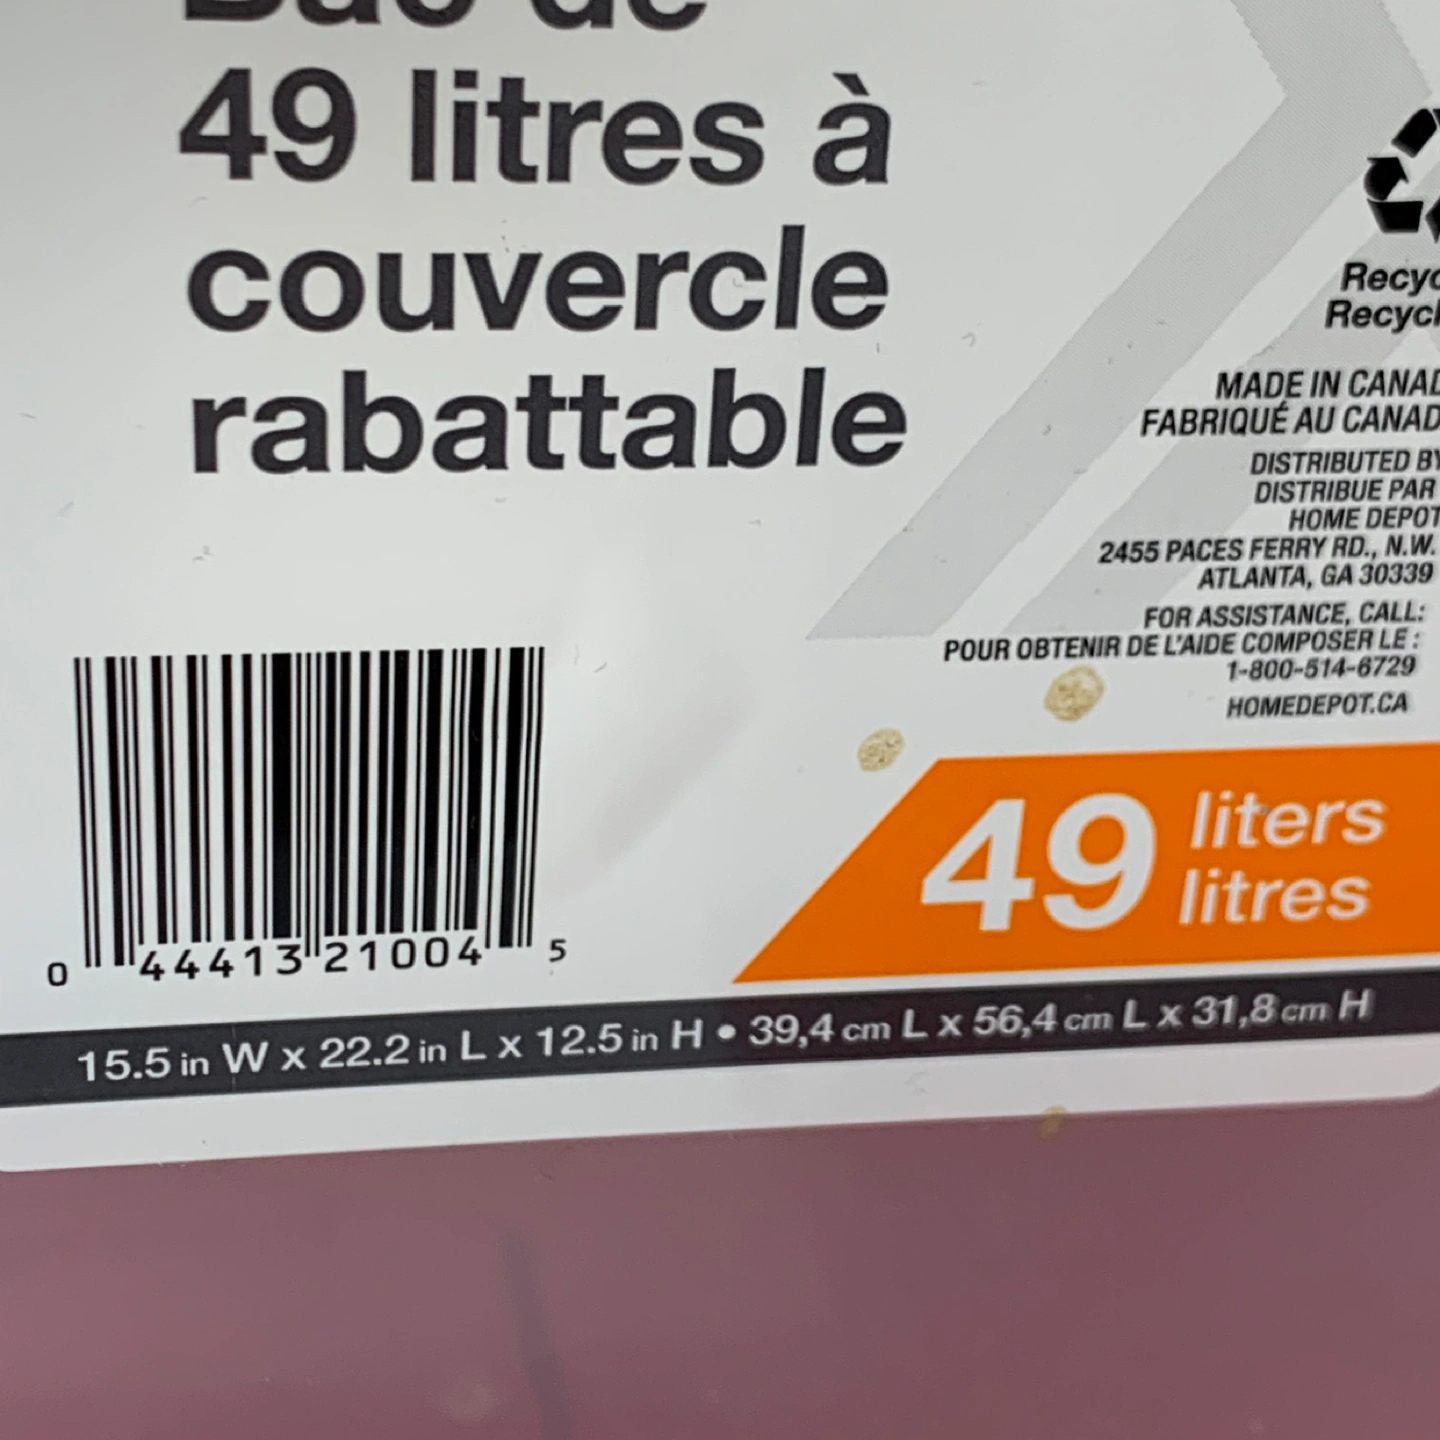 Bac de
49 litres à
couvercle
rabattable
MADE IN
FABRIQUÉ AU
DISTRIBUTED BY
DISTRIBUE PAR
HOME DEPOT
2455 PACES FERRY RD., N.W.
ATLANTA, GA 30339
FOR ASSISTANCE, CALL:
POUR OBTENIR DE L'AIDE COMPOSER LE :
1-800-514-6729
HOMEDEPOT.CA
49 liters
litres
0 44413 21004 5
15.5 in W x 22.2 in L x 12.5 in H • 39,4 cm L x 56,4 cm L x 31,8 cm H